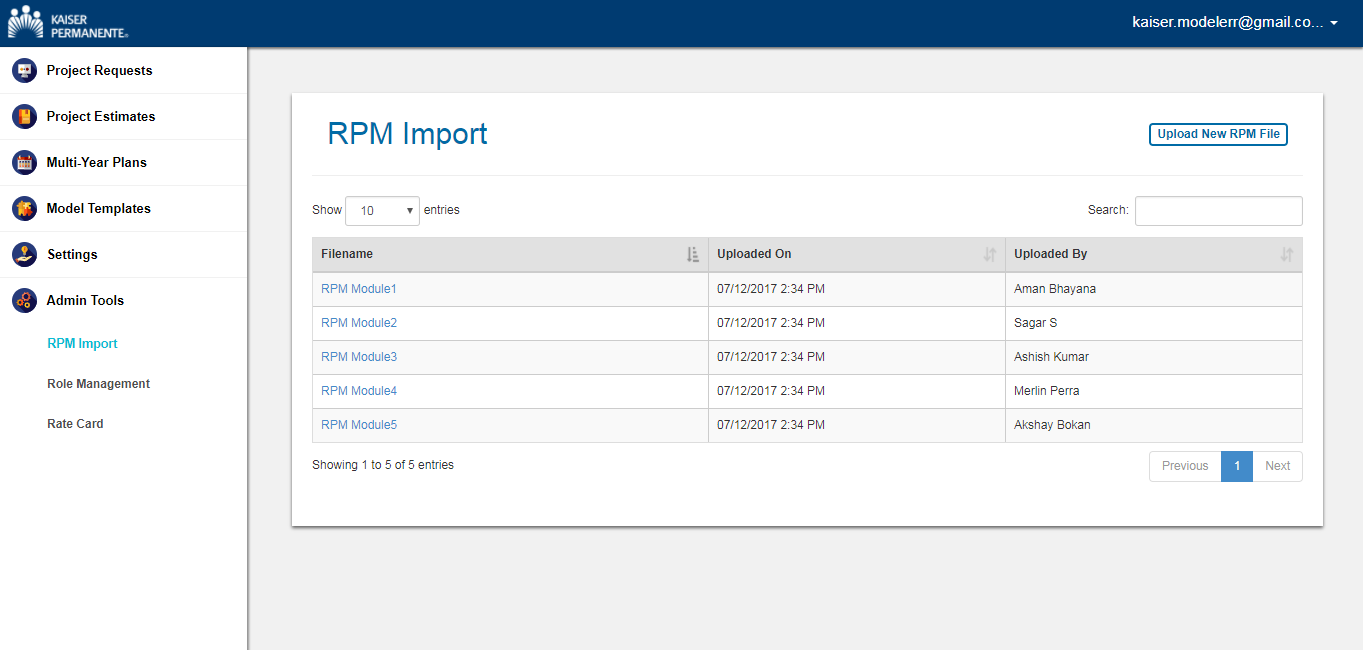 KAISER
PERMANENTE®
kaiser.modelerr@gmail.co...
Project Requests
Project Estimates
Multi-Year Plans
Model Templates
Settings
Admin Tools
RPM Import
Role Management
Rate Card
RPM Import
Upload New RPM File
Show 10 entries
Search:
Filename Uploaded On Uploaded By
RPM Module1 07/12/2017 2:34 PM Aman Bhayana
RPM Module2 07/12/2017 2:34 PM Sagar S
RPM Module3 07/12/2017 2:34 PM Ashish Kumar
RPM Module4 07/12/2017 2:34 PM Merlin Perra
RPM Module5 07/12/2017 2:34 PM Akshay Bokan
Showing 1 to 5 of 5 entries
Previous 1 Next